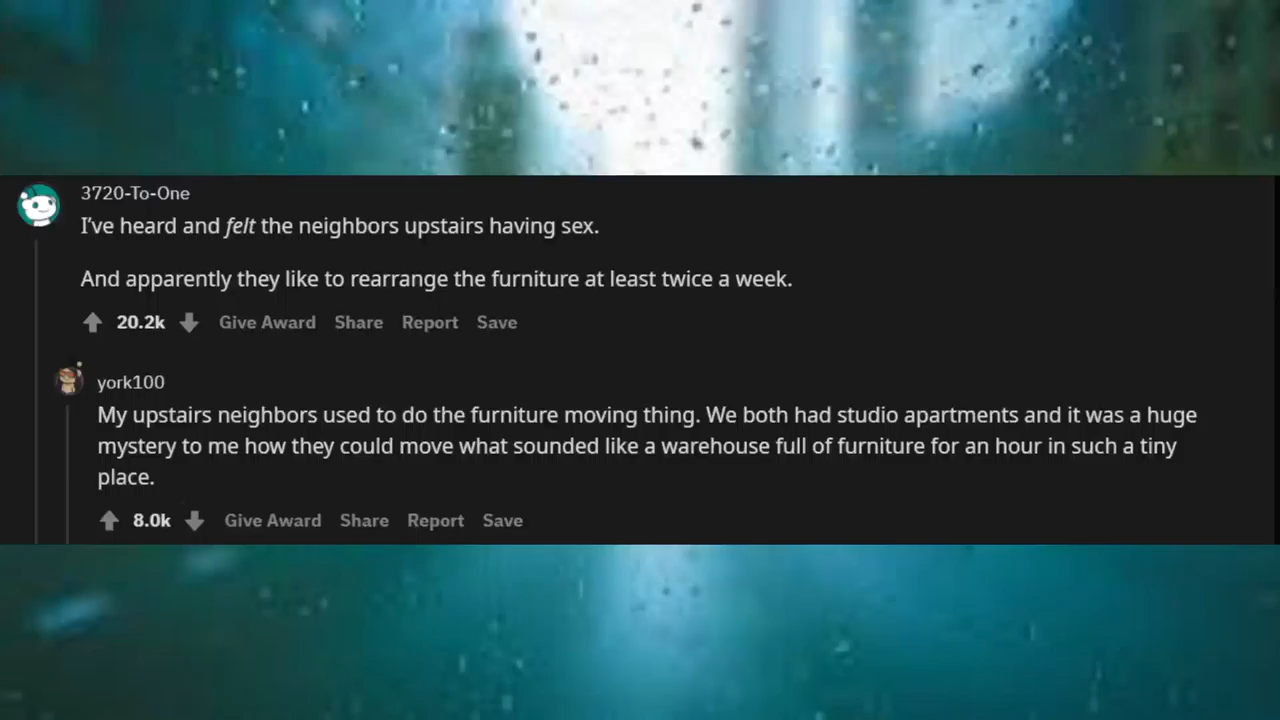 3720-To-One
I’ve heard and felt the neighbors upstairs having sex.
And apparently they like to rearrange the furniture at least twice a week.
20.2k Give Award Share Report Save
york100
My upstairs neighbors used to do the furniture moving thing. We both had studio apartments and it was a huge
mystery to me how they could move what sounded like a warehouse full of furniture for an hour in such a tiny
place.
8.0k Give Award Share Report Save